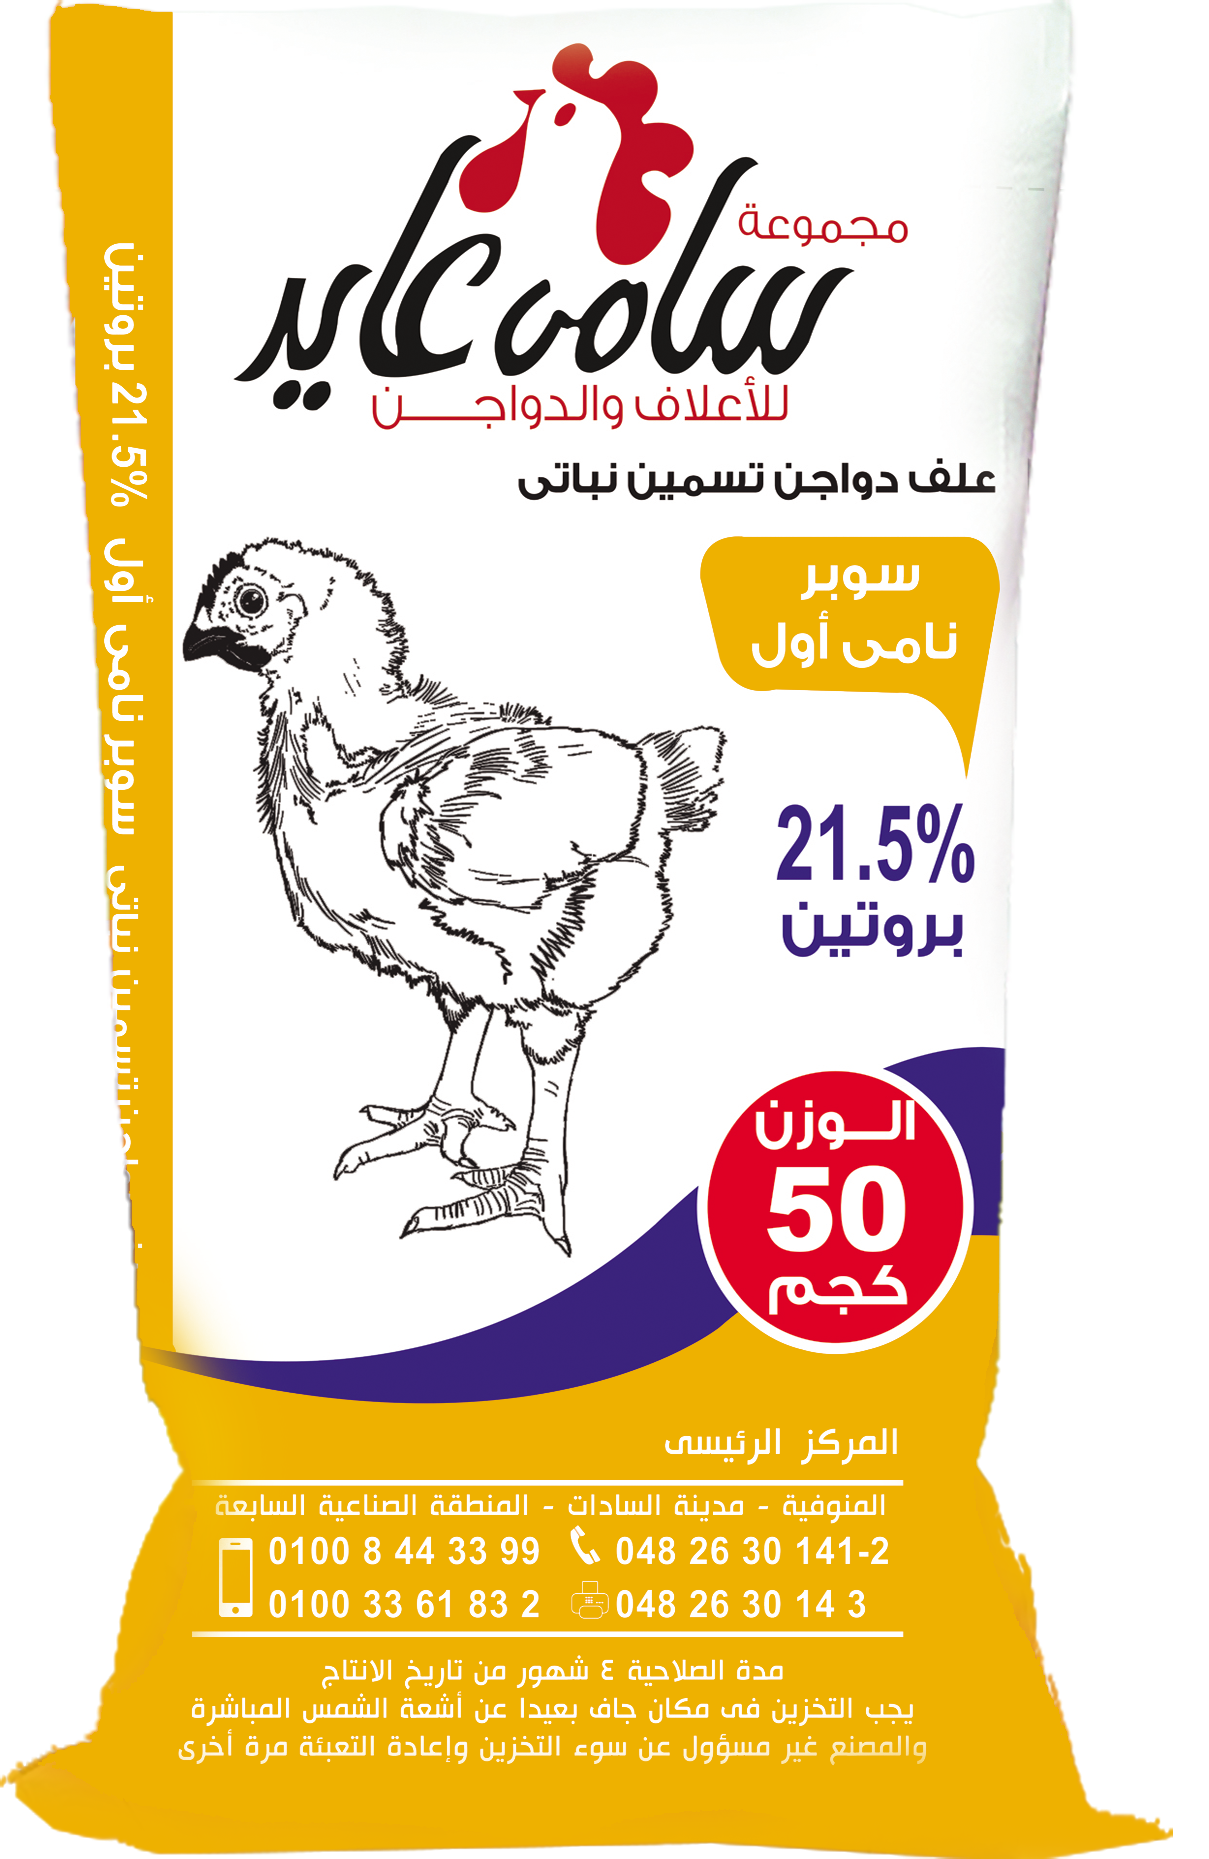 مجموعة
سامى عايد
للأعلاف والدواجن
علف دواجن تسمين نباتى
سوبر
نامى أول
21.5%
بروتين
الوزن
50
كجم
المركز الرئيسى
المنوفية - مدينة السادات - المنطقة الصناعية السابعة
0100 8 44 33 99 048 26 30 141-2
0100 33 61 83 2 048 26 30 14 3
مدة الصلاحية ٤ شهور من تاريخ الانتاج
يجب التخزين فى مكان جاف بعيدا عن أشعة الشمس المباشرة
والمصنع غير مسؤول عن سوء التخزين وإعادة التعبئة مرة أخرى
تسمين نباتى سوبر نامى أول 21.5% بروتين